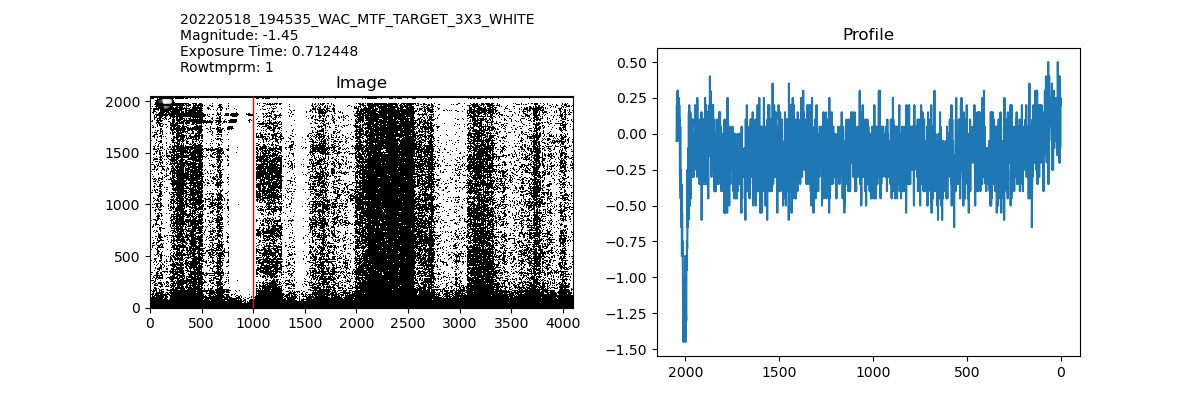 20220518_194535_WAC_MTF_TARGET_3X3_WHITE
Magnitude: -1.45
Exposure Time: 0.712448
Rowtmprm: 1
Image
2000
1500
1000
500
0
0 500 1000 1500 2000 2500 3000 3500 4000
Profile
0.50
0.25
0.00
−0.25
−0.50
−0.75
−1.00
−1.25
−1.50
2000 1500 1000 500 0